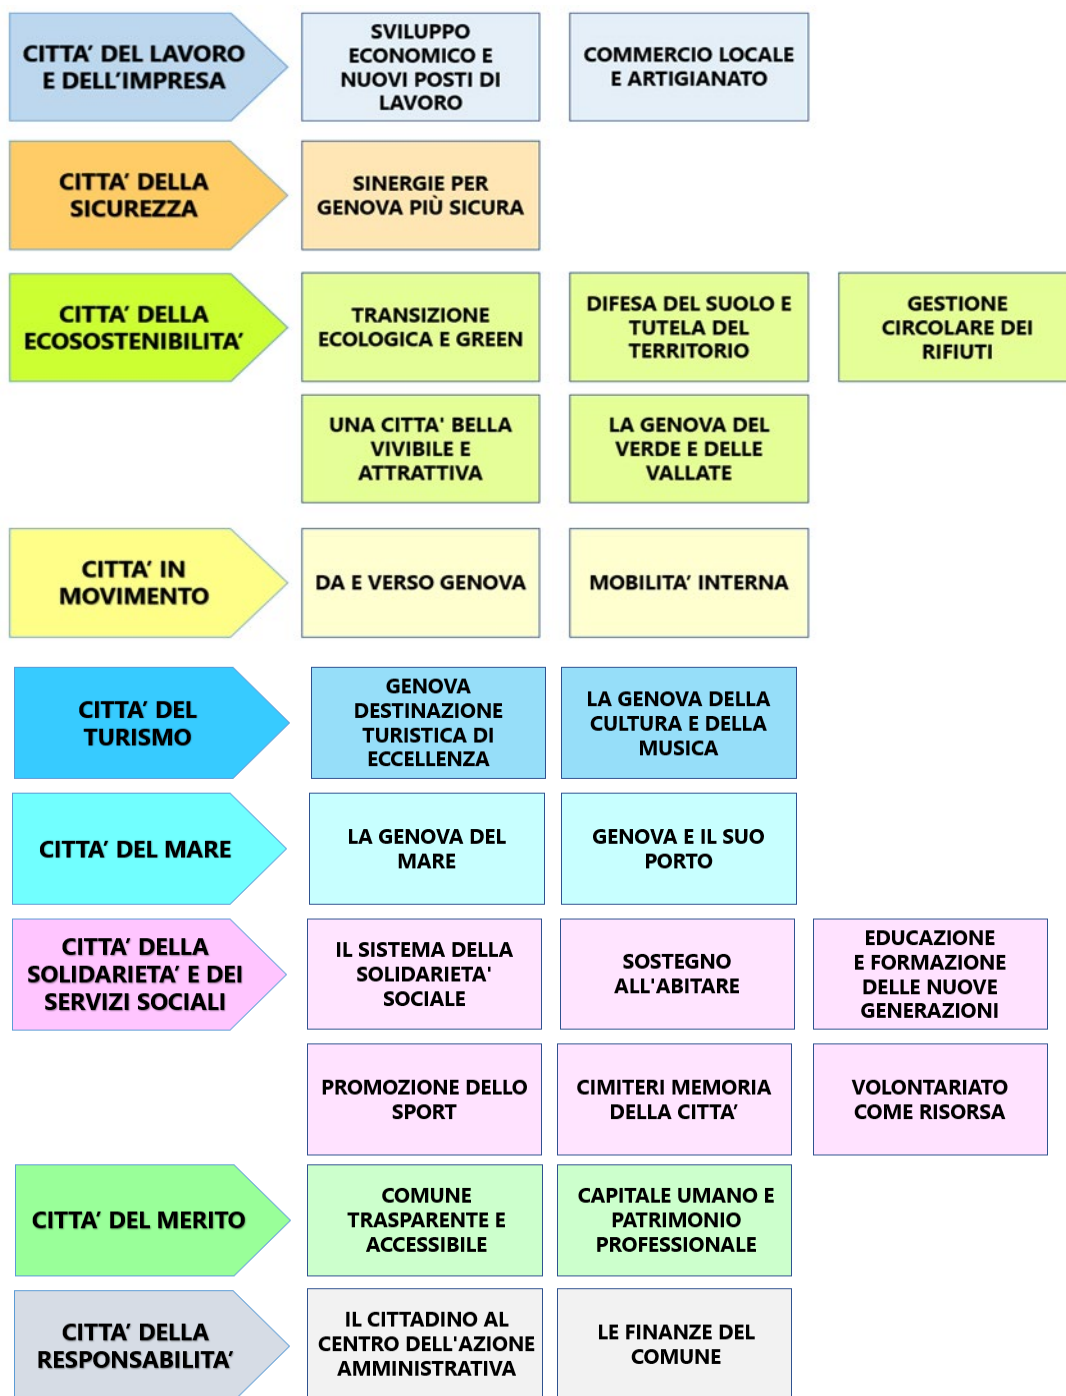 CITTA’ DEL LAVORO
E DELL’IMPRESA
SVILUPPO
ECONOMICO E
NUOVI POSTI DI
LAVORO
COMMERCIO LOCALE
E ARTIGIANATO
CITTA’ DELLA
SICUREZZA
SINERGIE PER
GENOVA PIÙ SICURA
CITTA’ DELLA
ECOSOSTENIBILITA’
TRANSIZIONE
ECOLOGICA E GREEN
DIFESA DEL SUOLO E
TUTELA DEL
TERRITORIO
GESTIONE
CIRCOLARE DEI
RIFIUTI
UNA CITTA' BELLA
VIVIBILE E
ATTRATTIVA
LA GENOVA DEL
VERDE E DELLE
VALLATE
CITTA’ IN
MOVIMENTO
DA E VERSO GENOVA
MOBILITA’ INTERNA
CITTA’ DEL
TURISMO
GENOVA
DESTINAZIONE
TURISTICA DI
ECCELLENZA
LA GENOVA DELLA
CULTURA E DELLA
MUSICA
CITTA’ DEL MARE
LA GENOVA DEL
MARE
GENOVA E IL SUO
PORTO
CITTA’ DELLA
SOLIDARIETA’ E DEI
SERVIZI SOCIALI
IL SISTEMA DELLA
SOLIDARIETA'
SOCIALE
SOSTEGNO
ALL'ABITARE
EDUCAZIONE
E FORMAZIONE
DELLE NUOVE
GENERAZIONI
PROMOZIONE DELLO
SPORT
CIMITERI MEMORIA
DELLA CITTA’
VOLONTARIATO
COME RISORSA
CITTA’ DEL MERITO
COMUNE
TRASPARENTE E
ACCESSIBILE
CAPITALE UMANO E
PATRIMONIO
PROFESSIONALE
CITTA’ DELLA
RESPONSABILITA’
IL CITTADINO AL
CENTRO DELL'AZIONE
AMMINISTRATIVA
LE FINANZE DEL
COMUNE